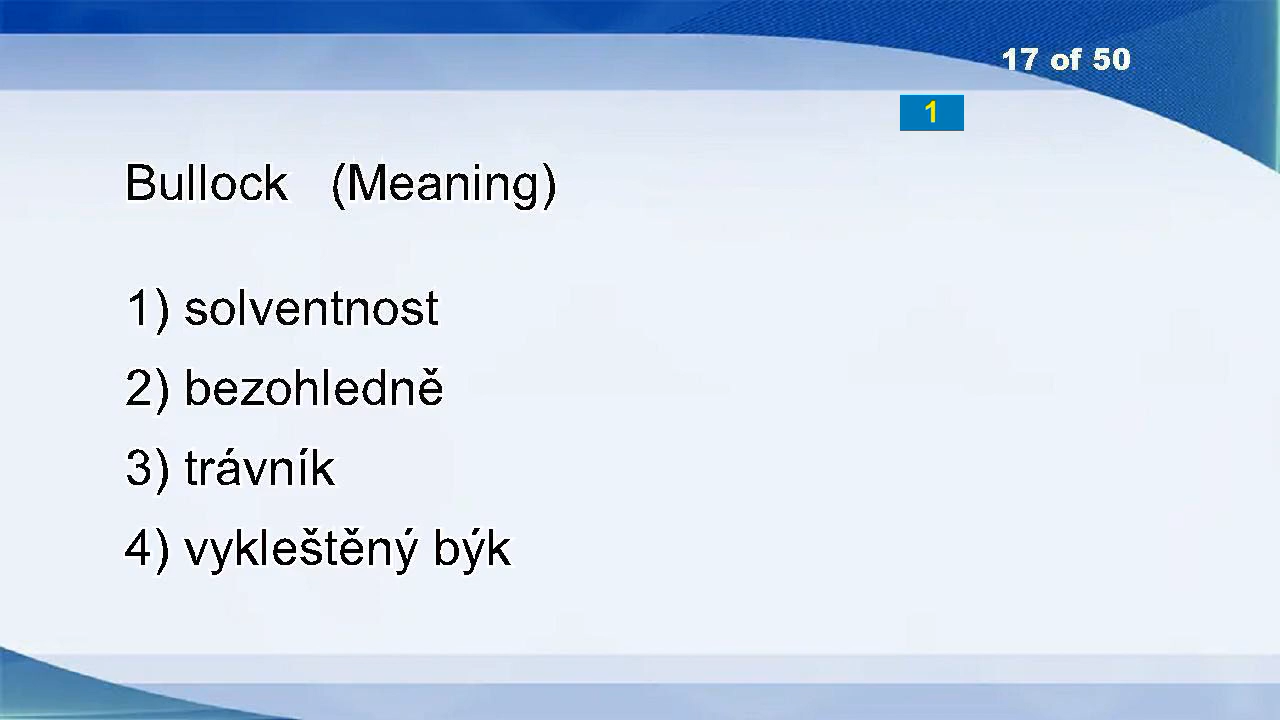 17 of 50
1
Bullock (Meaning)
1) solventnost
2) bezohledně
3) trávník
4) vykleštěný býk